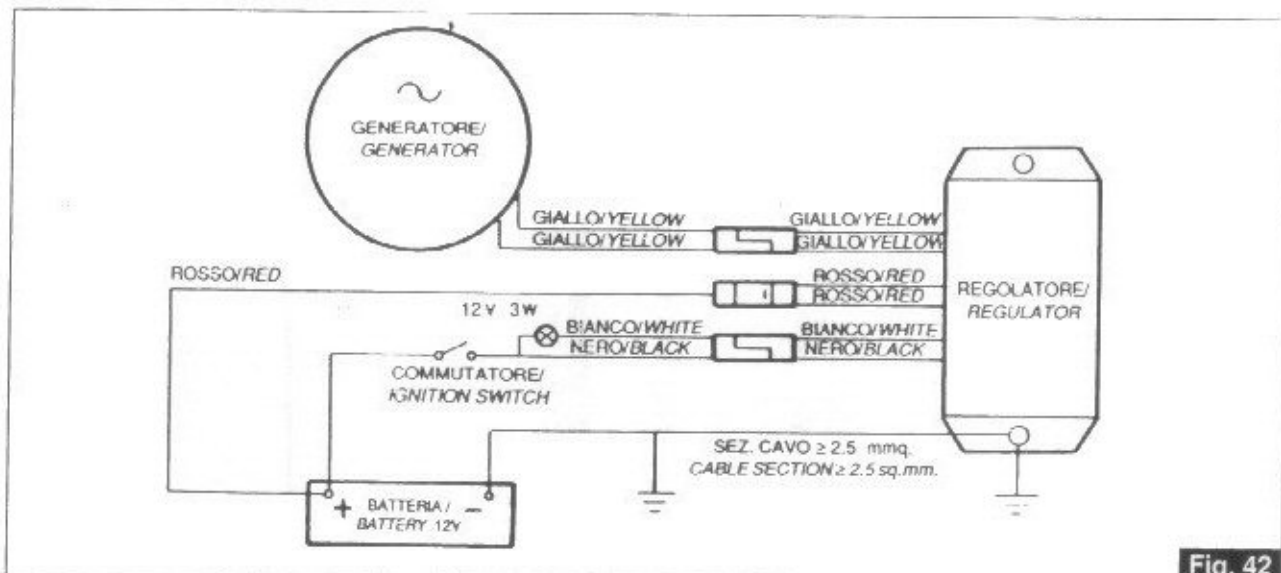 GENERATORE/
GENERATOR
GIALLO/YELLOW
GIALLO/YELLOW
GIALLO/YELLOW
GIALLO/YELLOW
ROSSO/RED
ROSSO/RED
ROSSO/RED
REGOLATORE/
REGULATOR
12V 3W
BIANCO/WHITE
BIANCO/WHITE
NERO/BLACK
NERO/BLACK
COMMUTATORE/
IGNITION SWITCH
SEZ. CAVO ≥ 2.5 mmq.
CABLE SECTION ≥ 2.5 sq.mm.
+ BATTERIA/ −
BATTERY 12V
Fig. 42